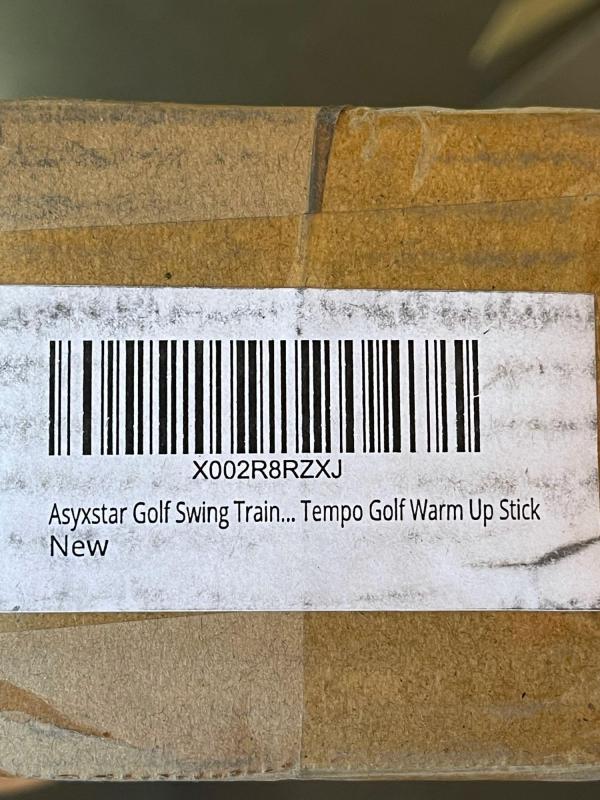 X002R8RZXJ
Asyxstar Golf Swing Train... Tempo Golf Warm Up Stick
New